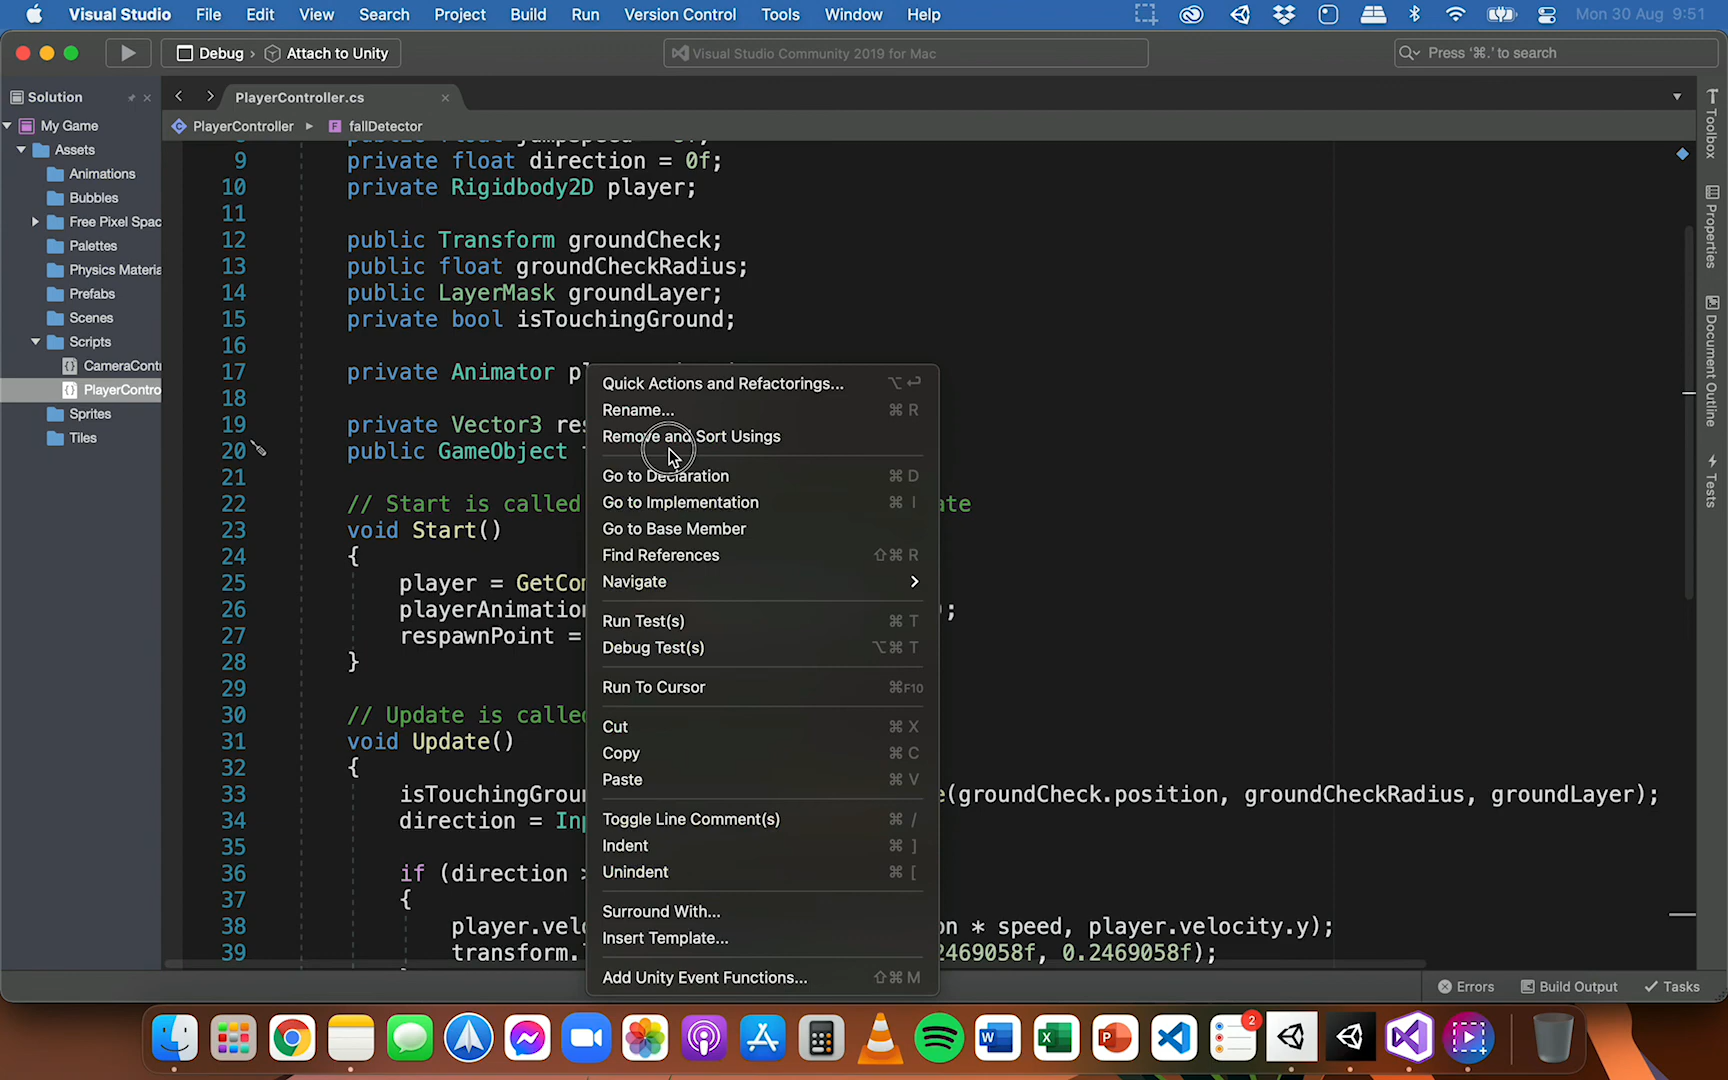 Visual Studio File Edit View Search Project Build Run Version Control Tools Window Help Mon 30 Aug 9:51
Debug › Attach to Unity
Visual Studio Community 2019 for Mac
Press '⌘.' to search
Solution
PlayerController.cs
My Game
PlayerController ▸ fallDetector
Assets
Animations
Bubbles
Free Pixel Spac
Palettes
Physics Materia
Prefabs
Scenes
Scripts
CameraCont
PlayerContro
Sprites
Tiles
9 private float direction = 0f;
10 private Rigidbody2D player;
11
12 public Transform groundCheck;
13 public float groundCheckRadius;
14 public LayerMask groundLayer;
15 private bool isTouchingGround;
16
17 private Animator pl
18
19 private Vector3 res
20 public GameObject
21
22 // Start is called ate
23 void Start()
24 {
25 player = GetCom
26 playerAnimation ;
27 respawnPoint =
28 }
29
30 // Update is called
31 void Update()
32 {
33 isTouchingGroun e(groundCheck.position, groundCheckRadius, groundLayer);
34 direction = Inp
35
36 if (direction >
37 {
38 player.velo on * speed, player.velocity.y);
39 transform. 2469058f, 0.2469058f);
Quick Actions and Refactorings... ⌥⏎
Rename... ⌘ R
Remove and Sort Usings
Go to Declaration ⌘ D
Go to Implementation ⌘ I
Go to Base Member
Find References ⇧⌘ R
Navigate
Run Test(s) ⌘ T
Debug Test(s) ⌥⌘ T
Run To Cursor ⌘F10
Cut ⌘ X
Copy ⌘ C
Paste ⌘ V
Toggle Line Comment(s) ⌘ /
Indent ⌘ ]
Unindent ⌘ [
Surround With...
Insert Template...
Add Unity Event Functions... ⇧⌘ M
Toolbox
Properties
Document Outline
Tests
Errors Build Output Tasks
W
X
P
2